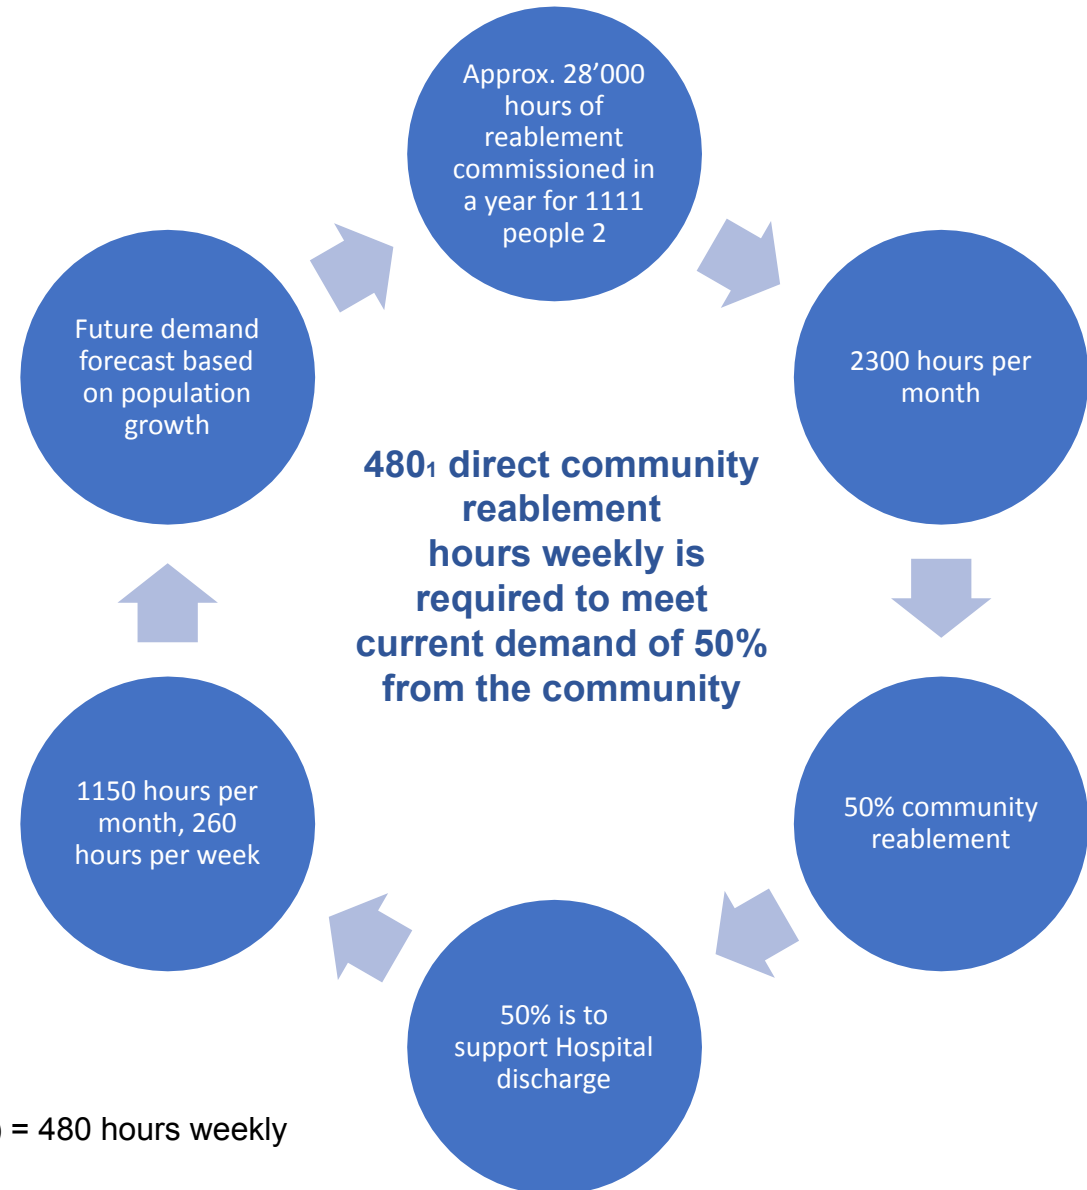 Approx. 28’000
hours of
reablement
commissioned in
a year for 1111
people 2
2300 hours per
month
50% community
reablement
50% is to
support Hospital
discharge
1150 hours per
month, 260
hours per week
Future demand
forecast based
on population
growth
480₁ direct community
reablement
hours weekly is
required to meet
current demand of 50%
from the community
) = 480 hours weekly